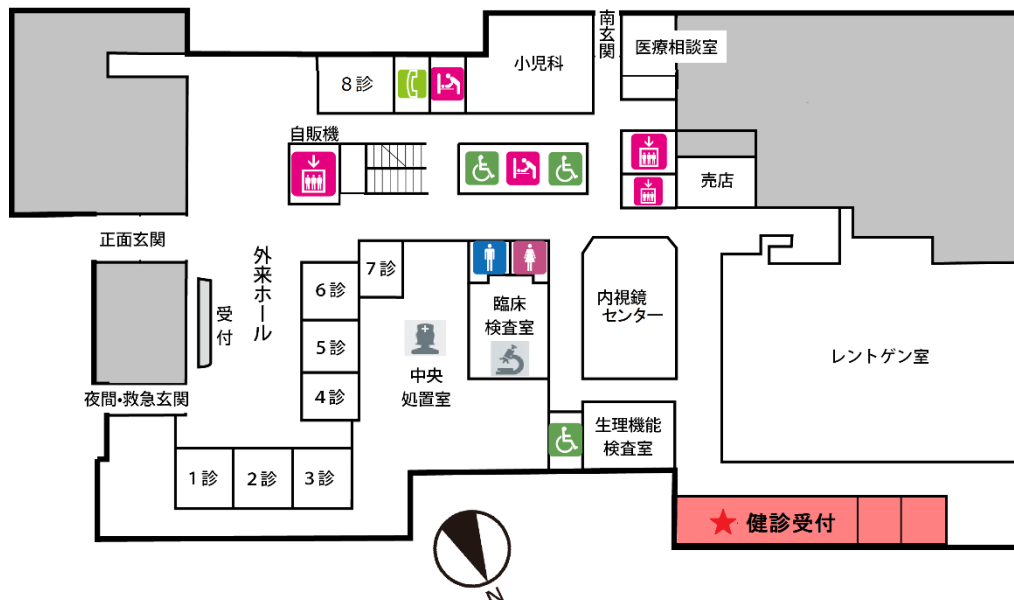 南玄関
医療相談室
小児科
8診
自販機
売店
正面玄関
外来ホール
7診
6診
受付
臨床
検査室
内視鏡
センター
5診
レントゲン室
中央
処置室
4診
夜間・救急玄関
生理機能
検査室
1診
2診
3診
★ 健診受付
N